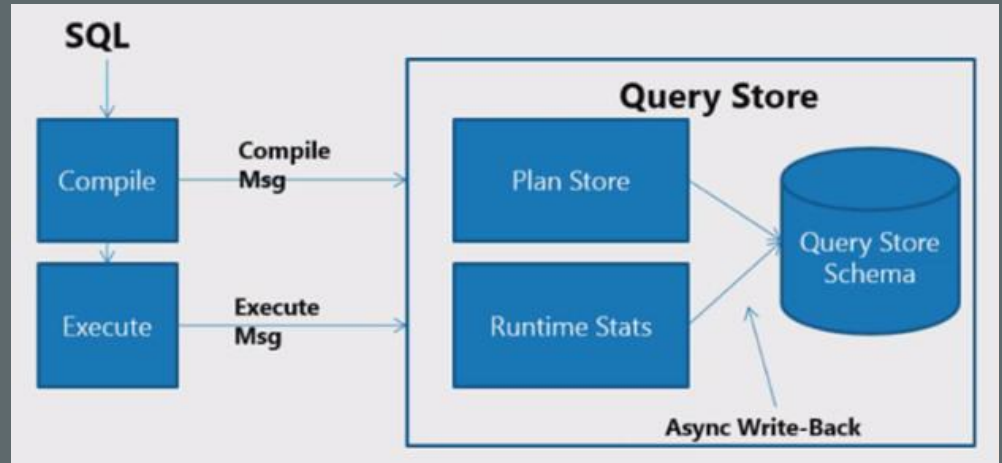 SQL
Query Store
Compile
Compile
Msg
Plan Store
Query Store
Schema
Execute
Execute
Msg
Runtime Stats
Async Write-Back